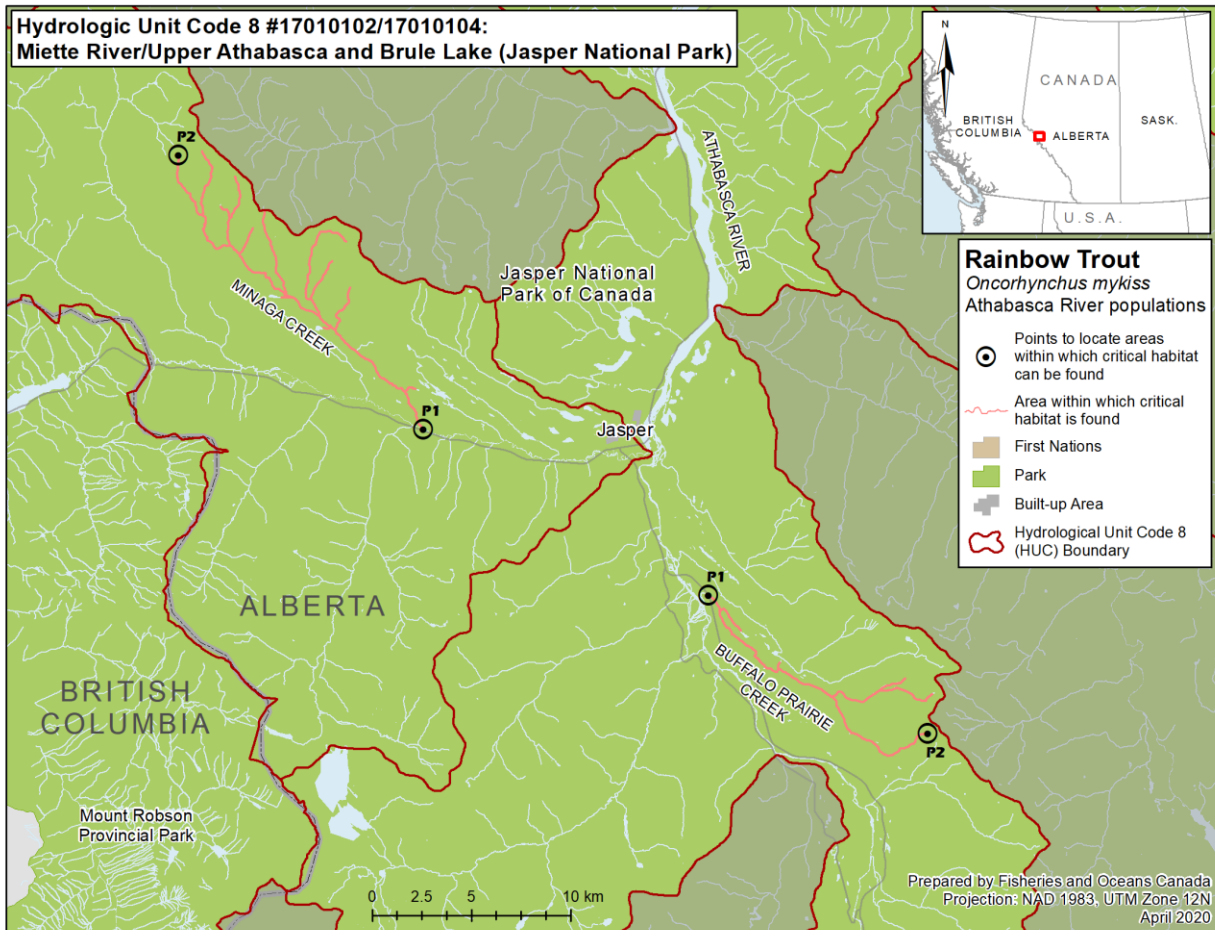 Hydrologic Unit Code 8 #17010102/17010104:
Miette River/Upper Athabasca and Brule Lake (Jasper National Park)
N
CANADA
BRITISH
COLUMBIA
ALBERTA
SASK.
U.S.A.
P2
ATHABASCA RIVER
Jasper National
Park of Canada
MINAGA CREEK
P1
Jasper
Rainbow Trout
Oncorhynchus mykiss
Athabasca River populations
Points to locate areas
within which critical habitat
can be found
Area within which critical
habitat is found
First Nations
Park
Built-up Area
Hydrological Unit Code 8
(HUC) Boundary
P1
ALBERTA
BUFFALO PRAIRIE
CREEK
BRITISH
COLUMBIA
P2
Mount Robson
Provincial Park
0 2.5 5 10 km
Prepared by Fisheries and Oceans Canada
Projection: NAD 1983, UTM Zone 12N
April 2020